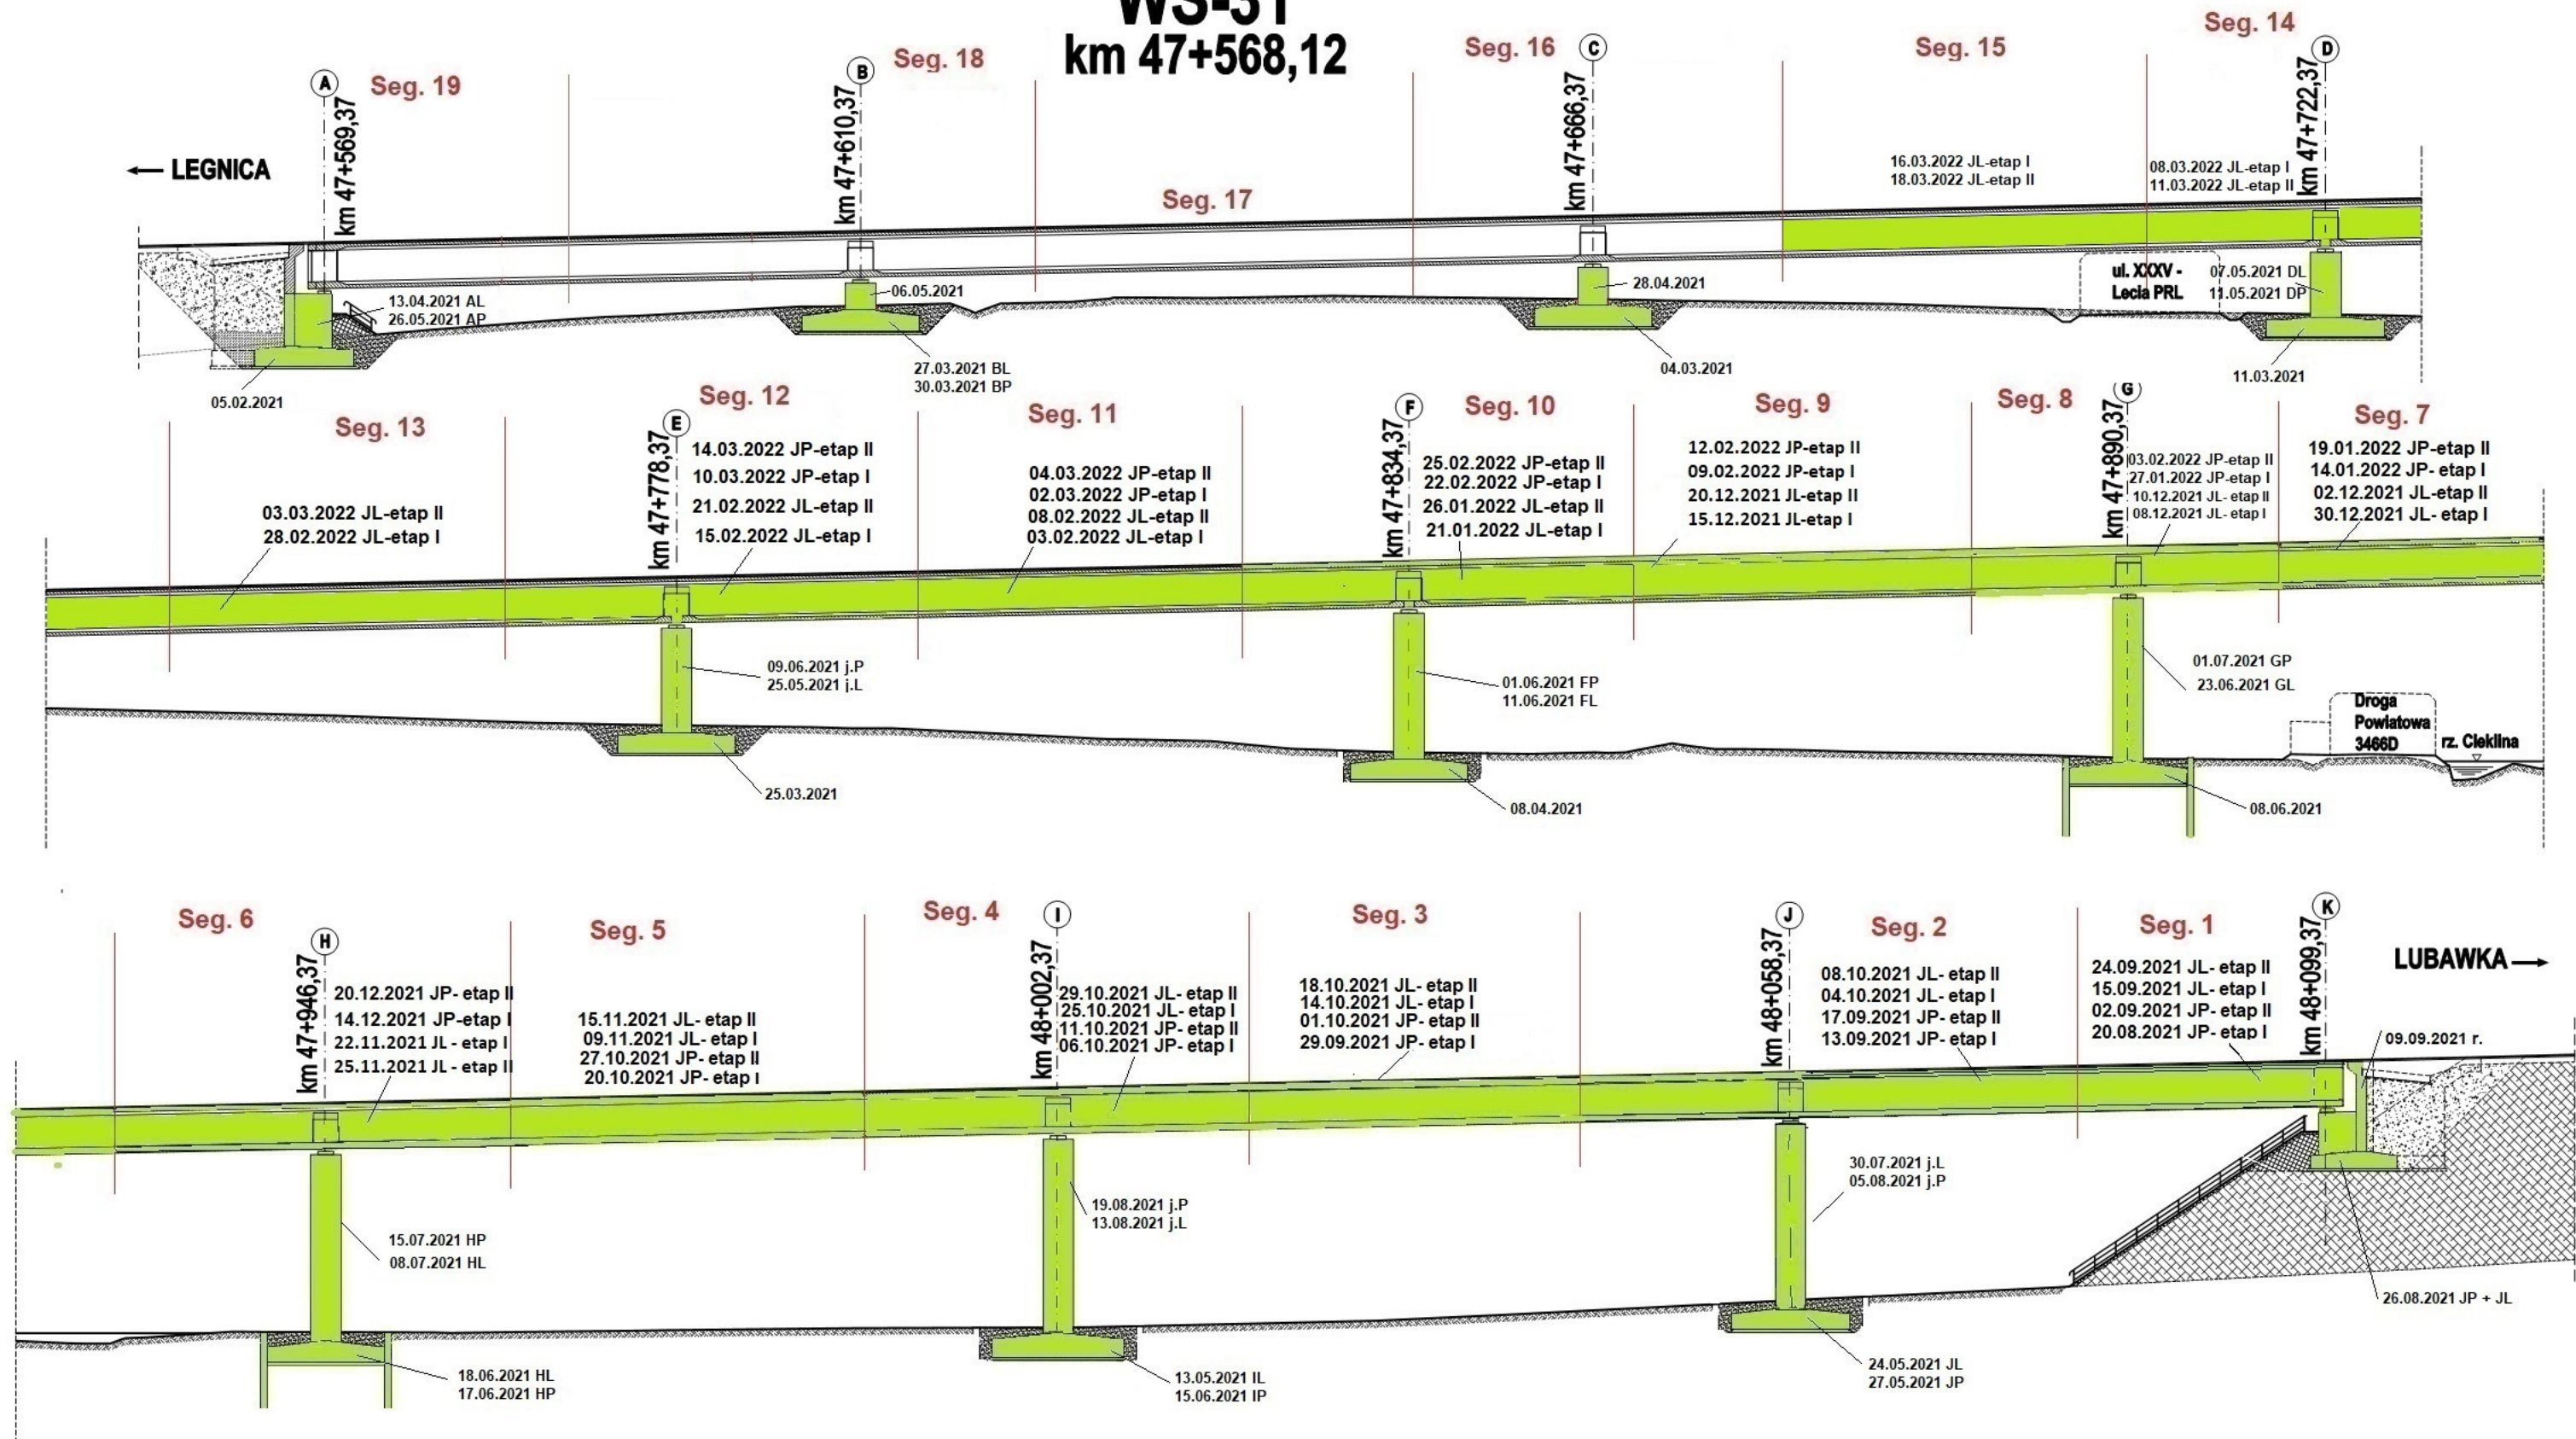 WS-31
km 47+568,12
Seg. 19
Seg. 18
Seg. 17
Seg. 16
Seg. 15
Seg. 14
A
km 47+569,37
B
km 47+610,37
C
km 47+666,37
D
km 47+722,37
← LEGNICA
16.03.2022 JL-etap I
18.03.2022 JL-etap II
08.03.2022 JL-etap I
11.03.2022 JL-etap II
13.04.2021 AL
26.05.2021 AP
05.02.2021
06.05.2021
27.03.2021 BL
30.03.2021 BP
28.04.2021
04.03.2021
ul. XXXV -
Lecia PRL
07.05.2021 DL
11.05.2021 DP
11.03.2021
Seg. 13
Seg. 12
Seg. 11
Seg. 10
Seg. 9
Seg. 8
Seg. 7
E
km 47+778,37
F
km 47+834,37
G
km 47+890,37
03.03.2022 JL-etap II
28.02.2022 JL-etap I
14.03.2022 JP-etap II
10.03.2022 JP-etap I
21.02.2022 JL-etap II
15.02.2022 JL-etap I
04.03.2022 JP-etap II
02.03.2022 JP-etap I
08.02.2022 JL-etap II
03.02.2022 JL-etap I
25.02.2022 JP-etap II
22.02.2022 JP-etap I
26.01.2022 JL-etap II
21.01.2022 JL-etap I
12.02.2022 JP-etap II
09.02.2022 JP-etap I
20.12.2021 JL-etap II
15.12.2021 JL-etap I
03.02.2022 JP-etap II
27.01.2022 JP-etap I
10.12.2021 JL- etap II
08.12.2021 JL- etap I
19.01.2022 JP-etap II
14.01.2022 JP- etap I
02.12.2021 JL-etap II
30.12.2021 JL- etap I
09.06.2021 j.P
25.05.2021 j.L
25.03.2021
01.06.2021 FP
11.06.2021 FL
08.04.2021
01.07.2021 GP
23.06.2021 GL
08.06.2021
Droga
Powiatowa
3466D
rz. Cieklina
Seg. 6
Seg. 5
Seg. 4
Seg. 3
Seg. 2
Seg. 1
H
km 47+946,37
I
km 48+002,37
J
km 48+058,37
K
km 48+099,37
LUBAWKA →
20.12.2021 JP- etap II
14.12.2021 JP-etap I
22.11.2021 JL - etap I
25.11.2021 JL - etap II
15.11.2021 JL- etap II
09.11.2021 JL- etap I
27.10.2021 JP- etap II
20.10.2021 JP- etap I
29.10.2021 JL- etap II
25.10.2021 JL- etap I
11.10.2021 JP- etap II
06.10.2021 JP- etap I
18.10.2021 JL- etap II
14.10.2021 JL- etap I
01.10.2021 JP- etap II
29.09.2021 JP- etap I
08.10.2021 JL- etap II
04.10.2021 JL- etap I
17.09.2021 JP- etap II
13.09.2021 JP- etap I
24.09.2021 JL- etap II
15.09.2021 JL- etap I
02.09.2021 JP- etap II
20.08.2021 JP- etap I
09.09.2021 r.
15.07.2021 HP
08.07.2021 HL
18.06.2021 HL
17.06.2021 HP
19.08.2021 j.P
13.08.2021 j.L
13.05.2021 IL
15.06.2021 IP
30.07.2021 j.L
05.08.2021 j.P
24.05.2021 JL
27.05.2021 JP
26.08.2021 JP + JL